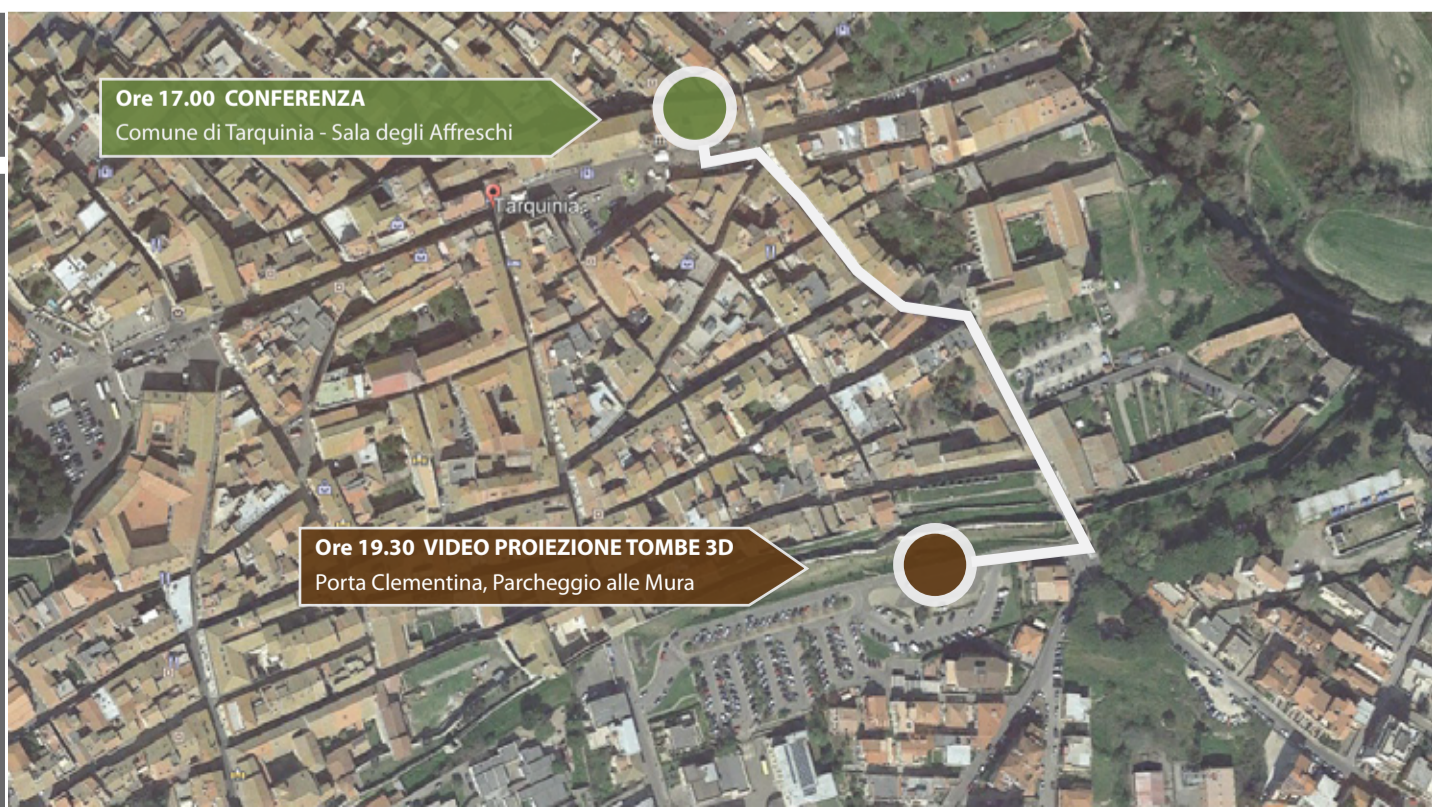 Ore 17.00 CONFERENZA
Comune di Tarquinia - Sala degli Affreschi
Tarquinia
Ore 19.30 VIDEO PROIEZIONE TOMBE 3D
Porta Clementina, Parcheggio alle Mura